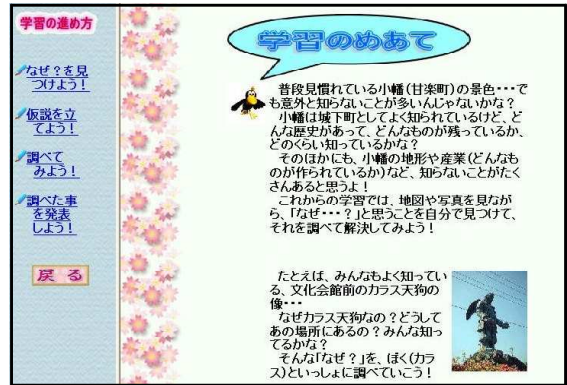 学習の進め方
なぜ？を見
つけよう！
仮説を立
てよう！
調べて
みよう！
調べた事
を発表
しよう！
戻る
学習のめあて
普段見慣れている小幡（甘楽町）の景色・・・で
も意外と知らないことが多いんじゃないかな？
小幡は城下町としてよく知られているけど、ど
んな歴史があって、どんなものが残っているか、
どのくらい知っているかな？
そのほかにも、小幡の地形や産業（どんなも
のが作られているか）など、知らないことがたく
さんあると思うよ！
これからの学習では、地図や写真を見なが
ら、「なぜ・・・？」と思うことを自分で見つけて、
それを調べて解決してみよう！
たとえば、みんなもよく知ってい
る、文化会館前のカラス天狗の
像・・・
なぜカラス天狗なの？どうして
あの場所にあるの？みんな知っ
てるかな？
そんな「なぜ？」を、ぼく（カラ
ス）といっしょに調べていこう！